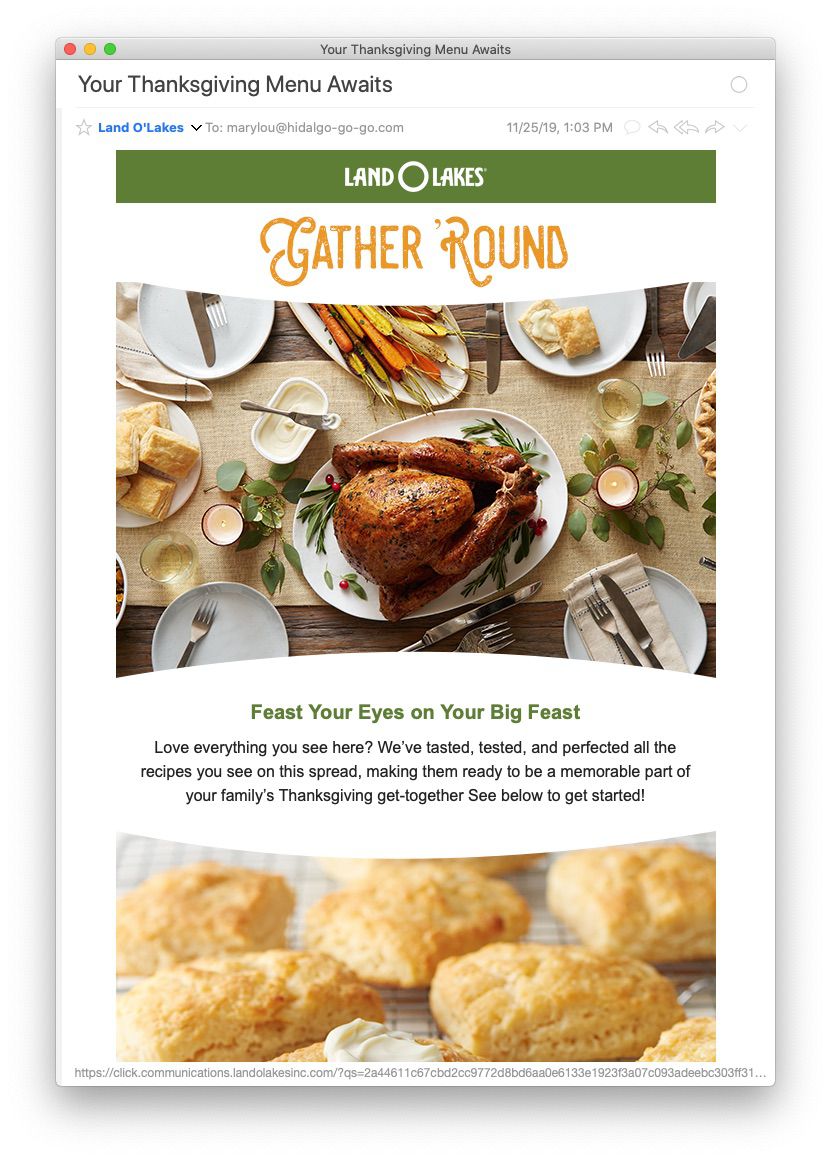 Your Thanksgiving Menu Awaits
Your Thanksgiving Menu Awaits
Land O'Lakes To: marylou@hidalgo-go-go.com 11/25/19, 1:03 PM
LAND O LAKES®
GATHER ’ROUND
Feast Your Eyes on Your Big Feast
Love everything you see here? We’ve tasted, tested, and perfected all the
recipes you see on this spread, making them ready to be a memorable part of
your family’s Thanksgiving get-together See below to get started!
https://click.communications.landolakesinc.com/?qs=2a44611c67cbd2cc9772d8bd6aa0e6133e1923f3a07c093adeebc303ff31…